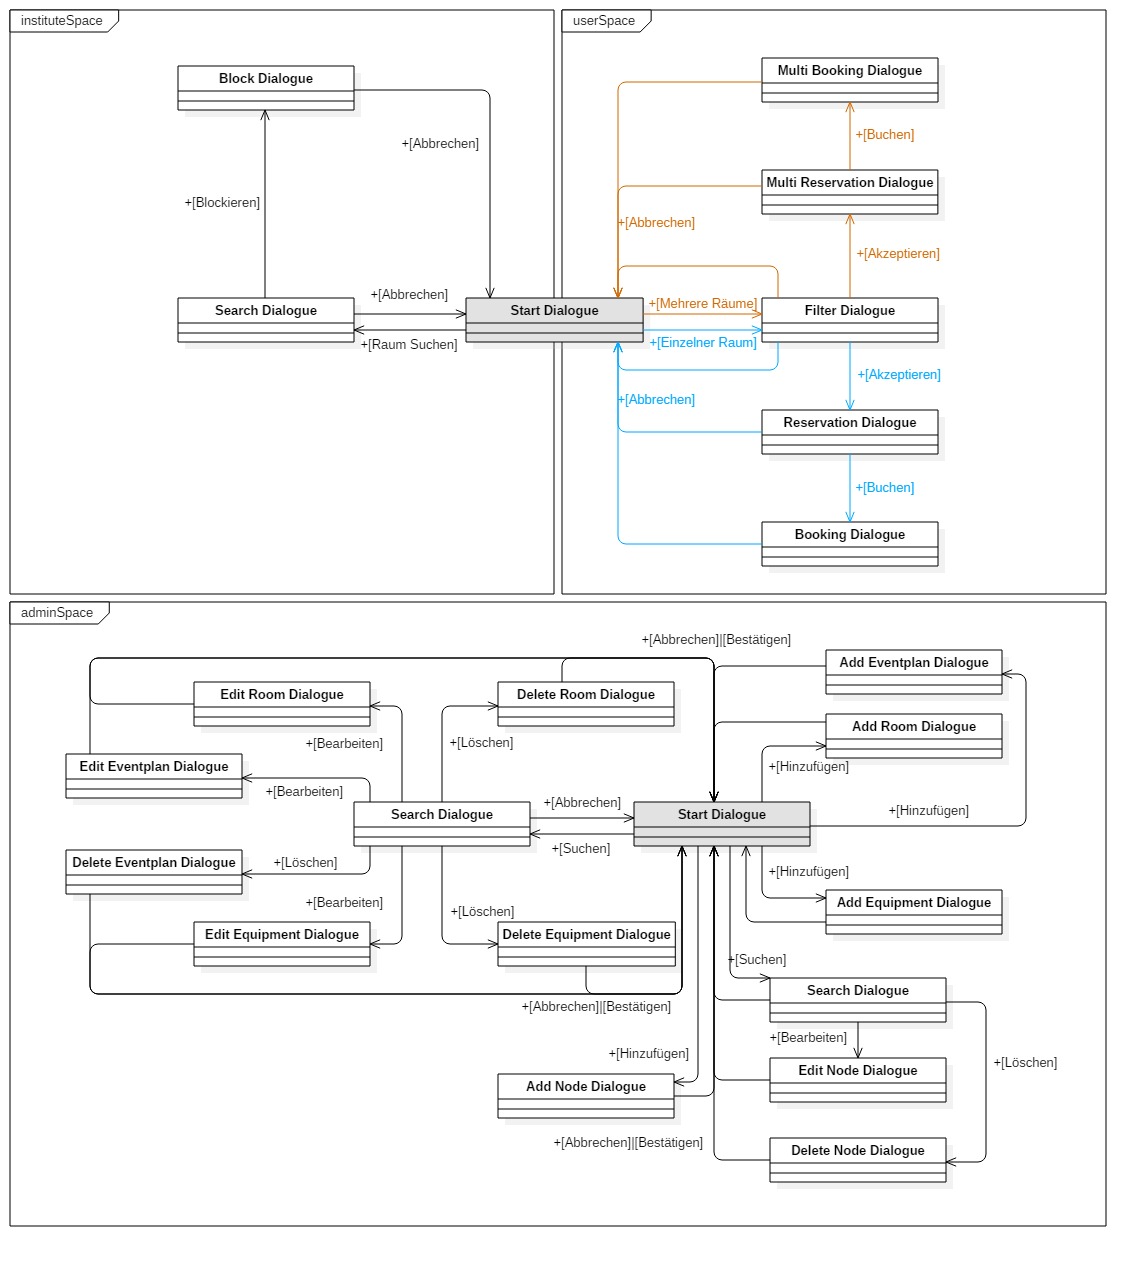 instituteSpace
Block Dialogue
+[Abbrechen]
+[Blockieren]
+[Abbrechen]
Search Dialogue
Start Dialogue
+[Raum Suchen]
userSpace
Multi Booking Dialogue
+[Buchen]
Multi Reservation Dialogue
+[Abbrechen]
+[Akzeptieren]
+[Mehrere Räume]
Filter Dialogue
+[Einzelner Raum]
+[Akzeptieren]
+[Abbrechen]
Reservation Dialogue
+[Buchen]
Booking Dialogue
adminSpace
+[Abbrechen]|[Bestätigen]
Add Eventplan Dialogue
Edit Room Dialogue
Delete Room Dialogue
Add Room Dialogue
+[Bearbeiten]
+[Löschen]
Edit Eventplan Dialogue
+[Hinzufügen]
+[Bearbeiten]
+[Abbrechen]
+[Hinzufügen]
Search Dialogue
Start Dialogue
+[Suchen]
Delete Eventplan Dialogue
+[Löschen]
+[Hinzufügen]
+[Bearbeiten]
+[Löschen]
Add Equipment Dialogue
Edit Equipment Dialogue
Delete Equipment Dialogue
+[Suchen]
Search Dialogue
+[Abbrechen]|[Bestätigen]
+[Bearbeiten]
+[Hinzufügen]
+[Löschen]
Edit Node Dialogue
Add Node Dialogue
+[Abbrechen]|[Bestätigen]
Delete Node Dialogue